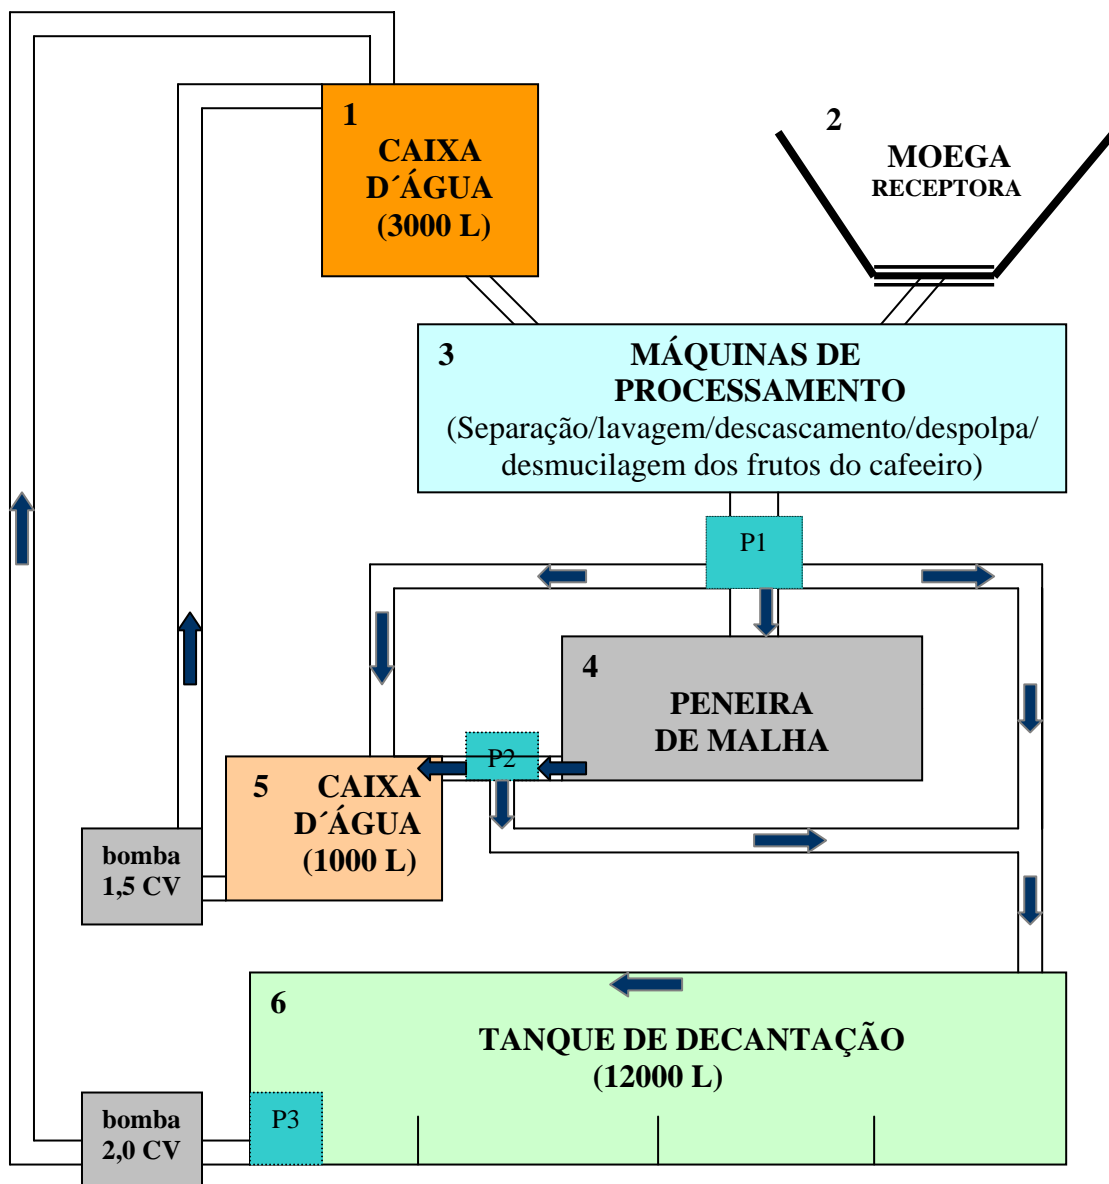 1
CAIXA
D´ÁGUA
(3000 L)
2
MOEGA
RECEPTORA
3
MÁQUINAS DE
PROCESSAMENTO
(Separação/lavagem/descascamento/despolpa/
desmucilagem dos frutos do cafeeiro)
P1
4
PENEIRA
DE MALHA
P2
5
CAIXA
D´ÁGUA
(1000 L)
bomba
1,5 CV
6
TANQUE DE DECANTAÇÃO
(12000 L)
P3
bomba
2,0 CV